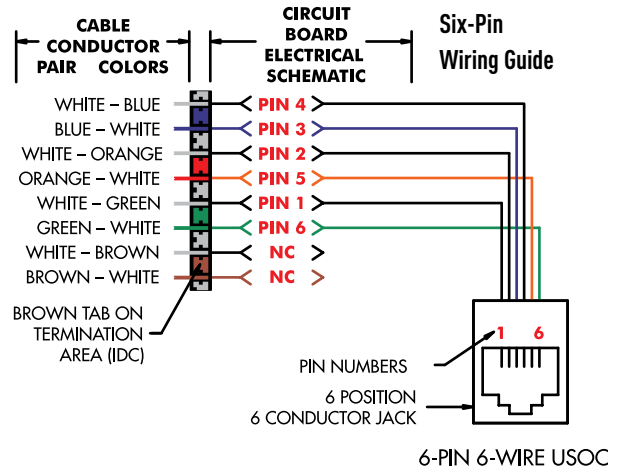 CABLE
CONDUCTOR
PAIR COLORS
CIRCUIT
BOARD
ELECTRICAL
SCHEMATIC
Six-Pin
Wiring Guide
WHITE – BLUE PIN 4
BLUE – WHITE PIN 3
WHITE – ORANGE PIN 2
ORANGE – WHITE PIN 5
WHITE – GREEN PIN 1
GREEN – WHITE PIN 6
WHITE – BROWN NC
BROWN – WHITE NC
BROWN TAB ON
TERMINATION
AREA (IDC)
1 6
PIN NUMBERS
6 POSITION
6 CONDUCTOR JACK
6-PIN 6-WIRE USOC